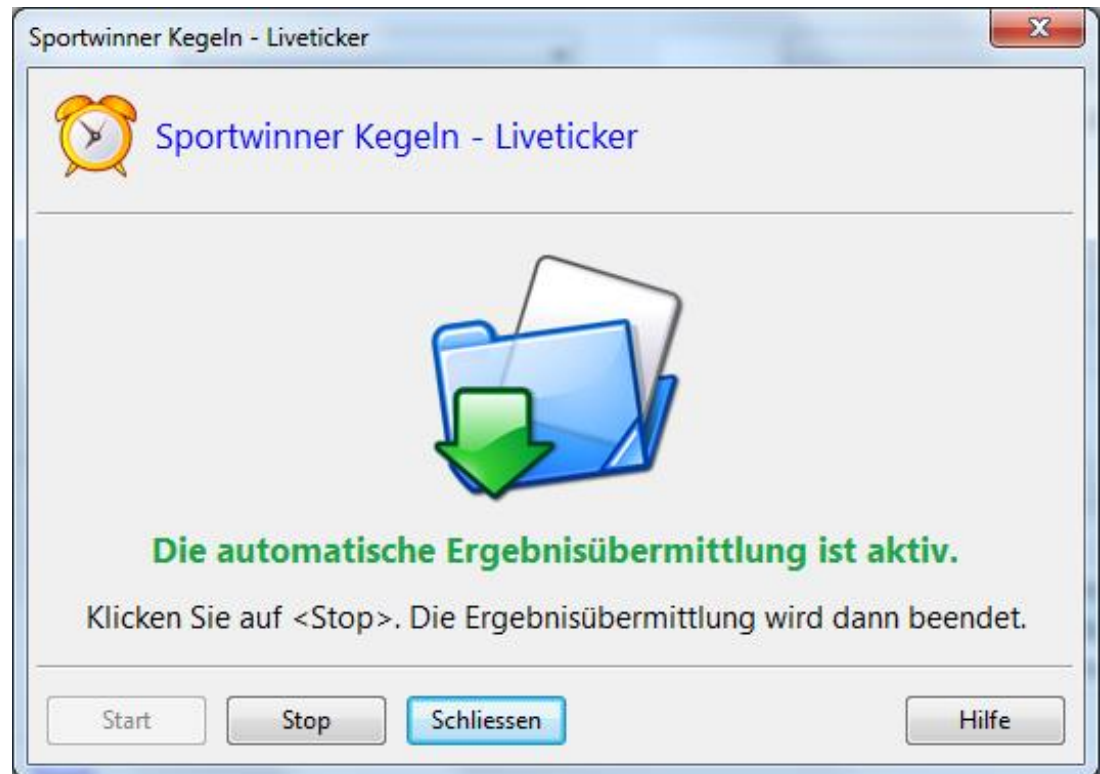 Sportwinner Kegeln - Liveticker
Sportwinner Kegeln - Liveticker
Die automatische Ergebnisübermittlung ist aktiv.
Klicken Sie auf <Stop>. Die Ergebnisübermittlung wird dann beendet.
Start Stop Schliessen Hilfe